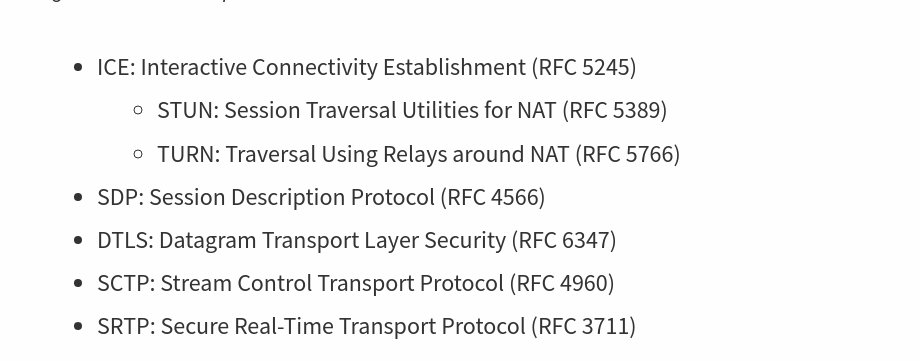 ICE: Interactive Connectivity Establishment (RFC 5245)
STUN: Session Traversal Utilities for NAT (RFC 5389)
TURN: Traversal Using Relays around NAT (RFC 5766)
SDP: Session Description Protocol (RFC 4566)
DTLS: Datagram Transport Layer Security (RFC 6347)
SCTP: Stream Control Transport Protocol (RFC 4960)
SRTP: Secure Real-Time Transport Protocol (RFC 3711)